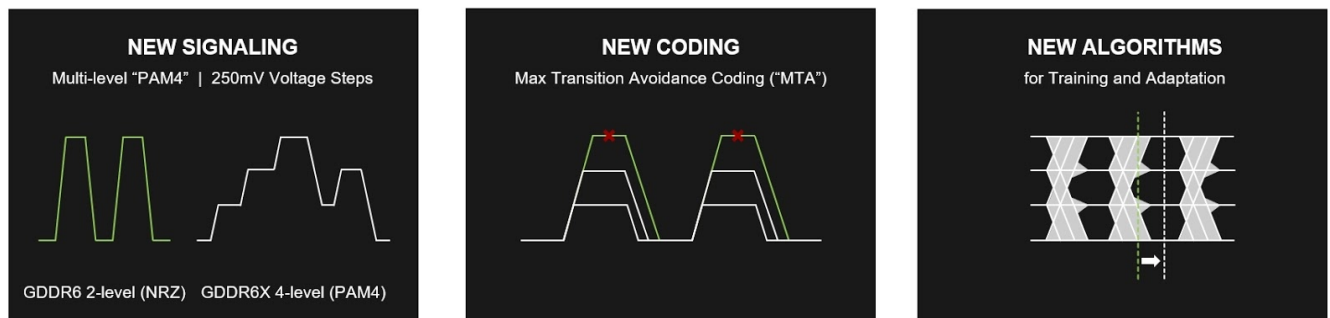 NEW SIGNALING
Multi-level “PAM4” | 250mV Voltage Steps
GDDR6 2-level (NRZ)
GDDR6X 4-level (PAM4)
NEW CODING
Max Transition Avoidance Coding (“MTA”)
NEW ALGORITHMS
for Training and Adaptation